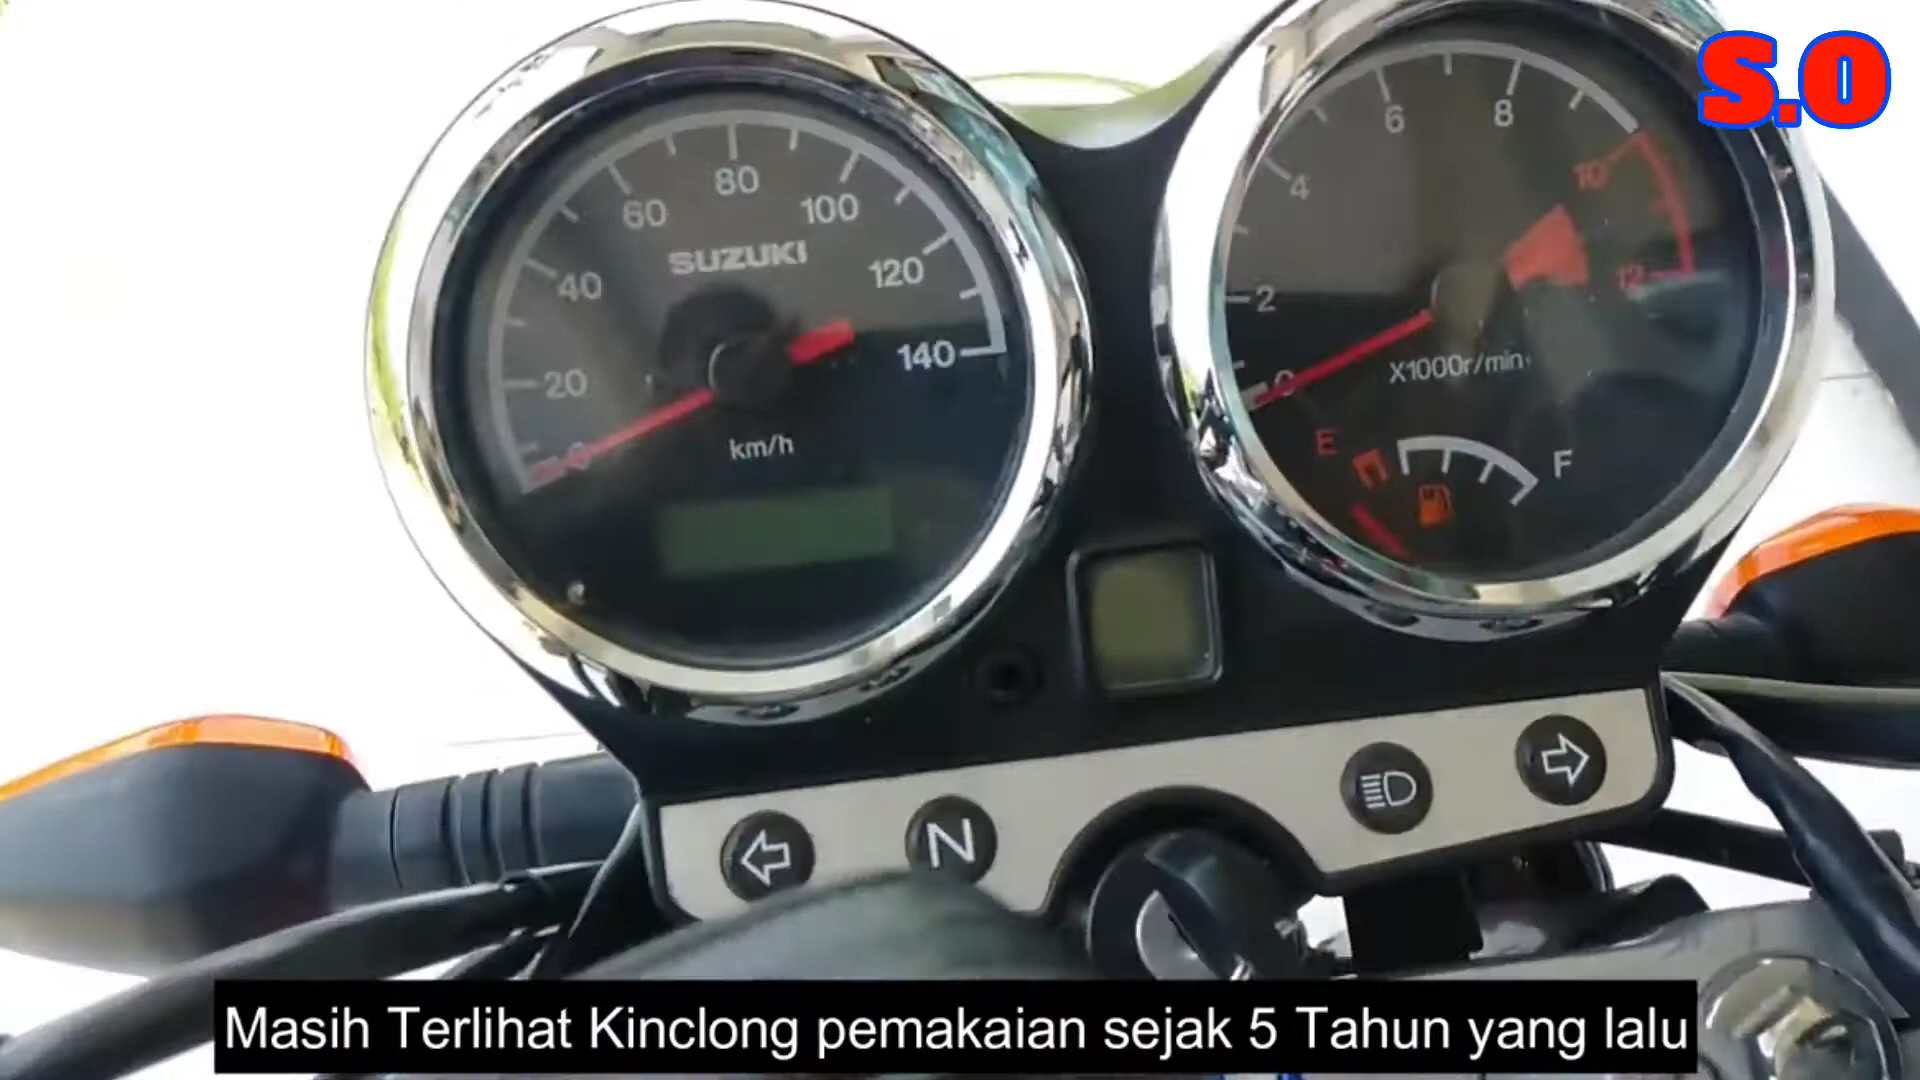 S.O
0
20
40
60
80
100
120
140
SUZUKI
km/h
0
2
4
6
8
10
12
X1000r/min
E
F
N
Masih Terlihat Kinclong pemakaian sejak 5 Tahun yang lalu